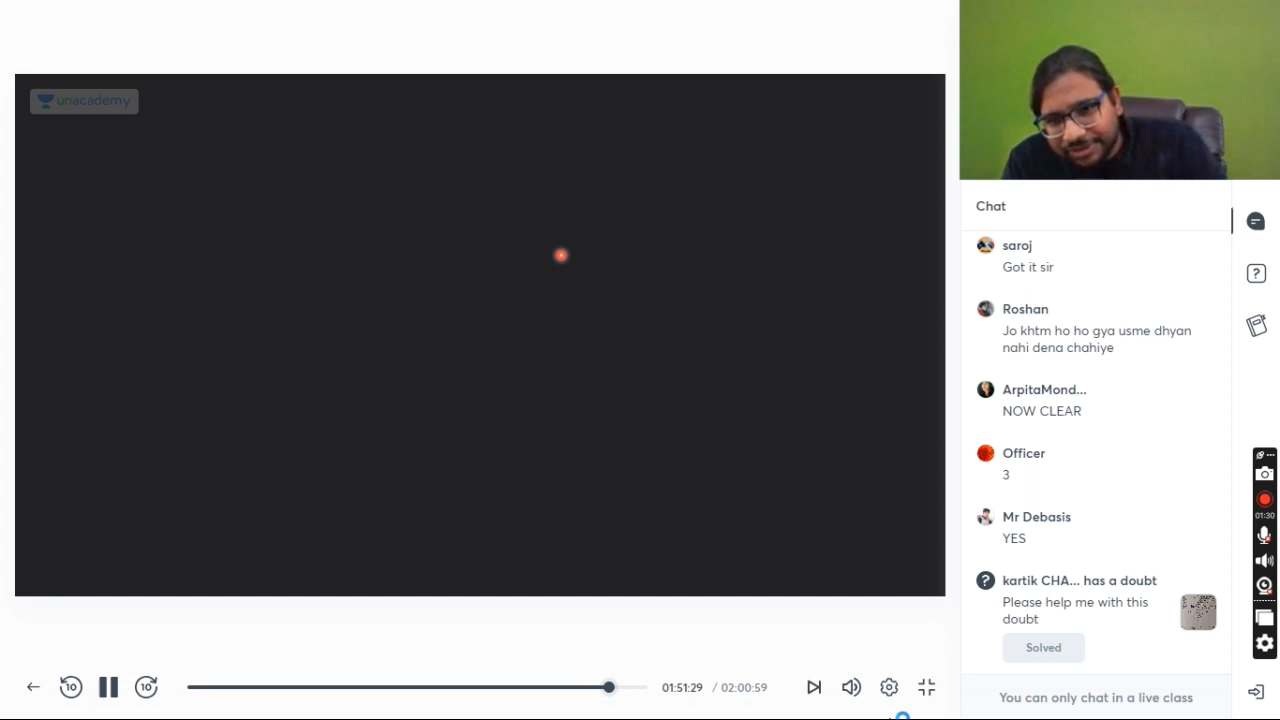 unacademy
Chat
saroj
Got it sir
Roshan
Jo khtm ho ho gya usme dhyan
nahi dena chahiye
ArpitaMond...
NOW CLEAR
Officer
3
Mr Debasis
YES
? kartik CHA... has a doubt
Please help me with this
doubt
Solved
You can only chat in a live class
10
10
01:51:29 / 02:00:59
?
01:30